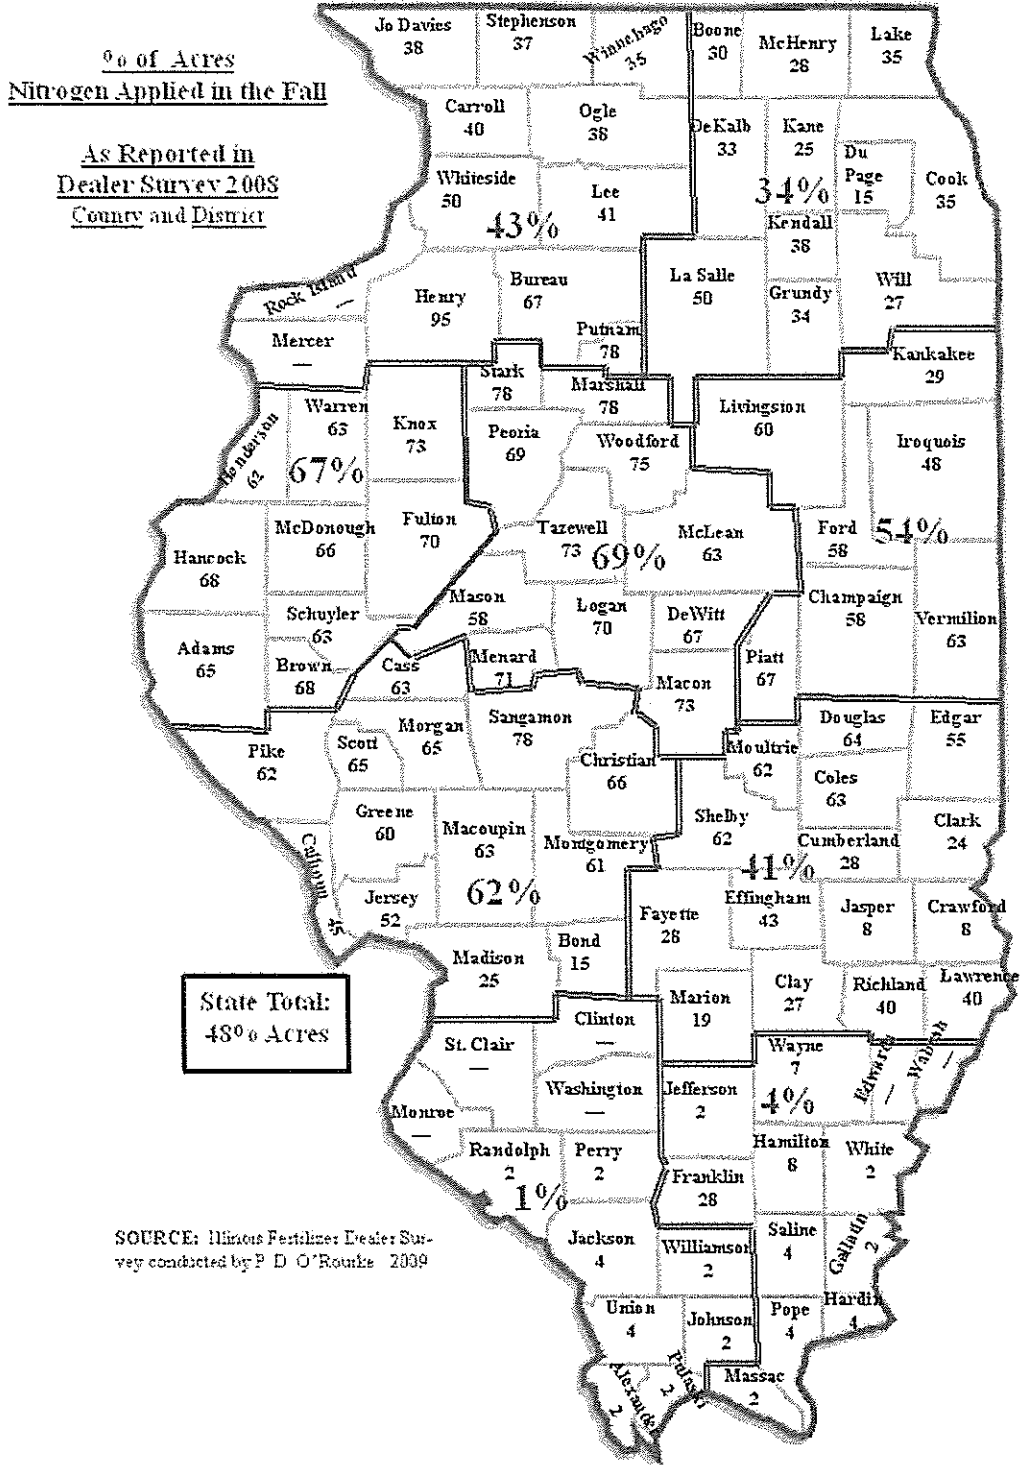 % of Acres
Nitrogen Applied in the Fall
As Reported in
Dealer Survey 2008
County and District
Jo Davies
38
Stephenson
37
Winnebago
35
Boone
30
McHenry
28
Lake
35
Carroll
40
Ogle
38
DeKalb
33
Kane
25
Du
Page
15
Cook
35
Whiteside
50
43%
Lee
41
34%
Kendall
38
Rock Island
—
Henry
95
Bureau
67
La Salle
50
Grundy
34
Will
27
Mercer
—
Putnam
78
Kankakee
29
Stark
78
Marshall
78
Henderson
62
Warren
63
67%
Knox
73
Peoria
69
Woodford
75
Livingston
60
Iroquois
48
54%
Hancock
68
McDonough
66
Fulton
70
Tazewell
73
69%
McLean
63
Ford
58
Mason
58
Logan
70
DeWitt
67
Champaign
58
Vermilion
63
Adams
65
Schuyler
63
Brown
68
Cass
63
Menard
71
Macon
73
Piatt
67
Pike
62
Scott
65
Morgan
65
Sangamon
78
Christian
66
Moultrie
62
Douglas
64
Edgar
55
Coles
63
Calhoun
45
Greene
60
Macoupin
63
62%
Montgomery
61
Shelby
62
41%
Cumberland
28
Clark
24
Jersey
52
Fayette
28
Effingham
43
Jasper
8
Crawford
8
Madison
25
Bond
15
Marion
19
Clay
27
Richland
40
Lawrence
40
State Total:
48% Acres
St. Clair
—
Clinton
—
Wayne
7
4%
Edwards
—
Wabash
—
Monroe
—
Washington
—
Jefferson
2
Randolph
2
1%
Perry
2
Hamilton
8
White
2
Franklin
28
Jackson
4
Williamson
2
Saline
4
Gallatin
2
Union
4
Johnson
2
Pope
4
Hardin
4
Alexander
2
Pulaski
2
Massac
2
SOURCE: Illinois Fertilizer Dealer Sur-
vey conducted by P D O'Rourke 2009